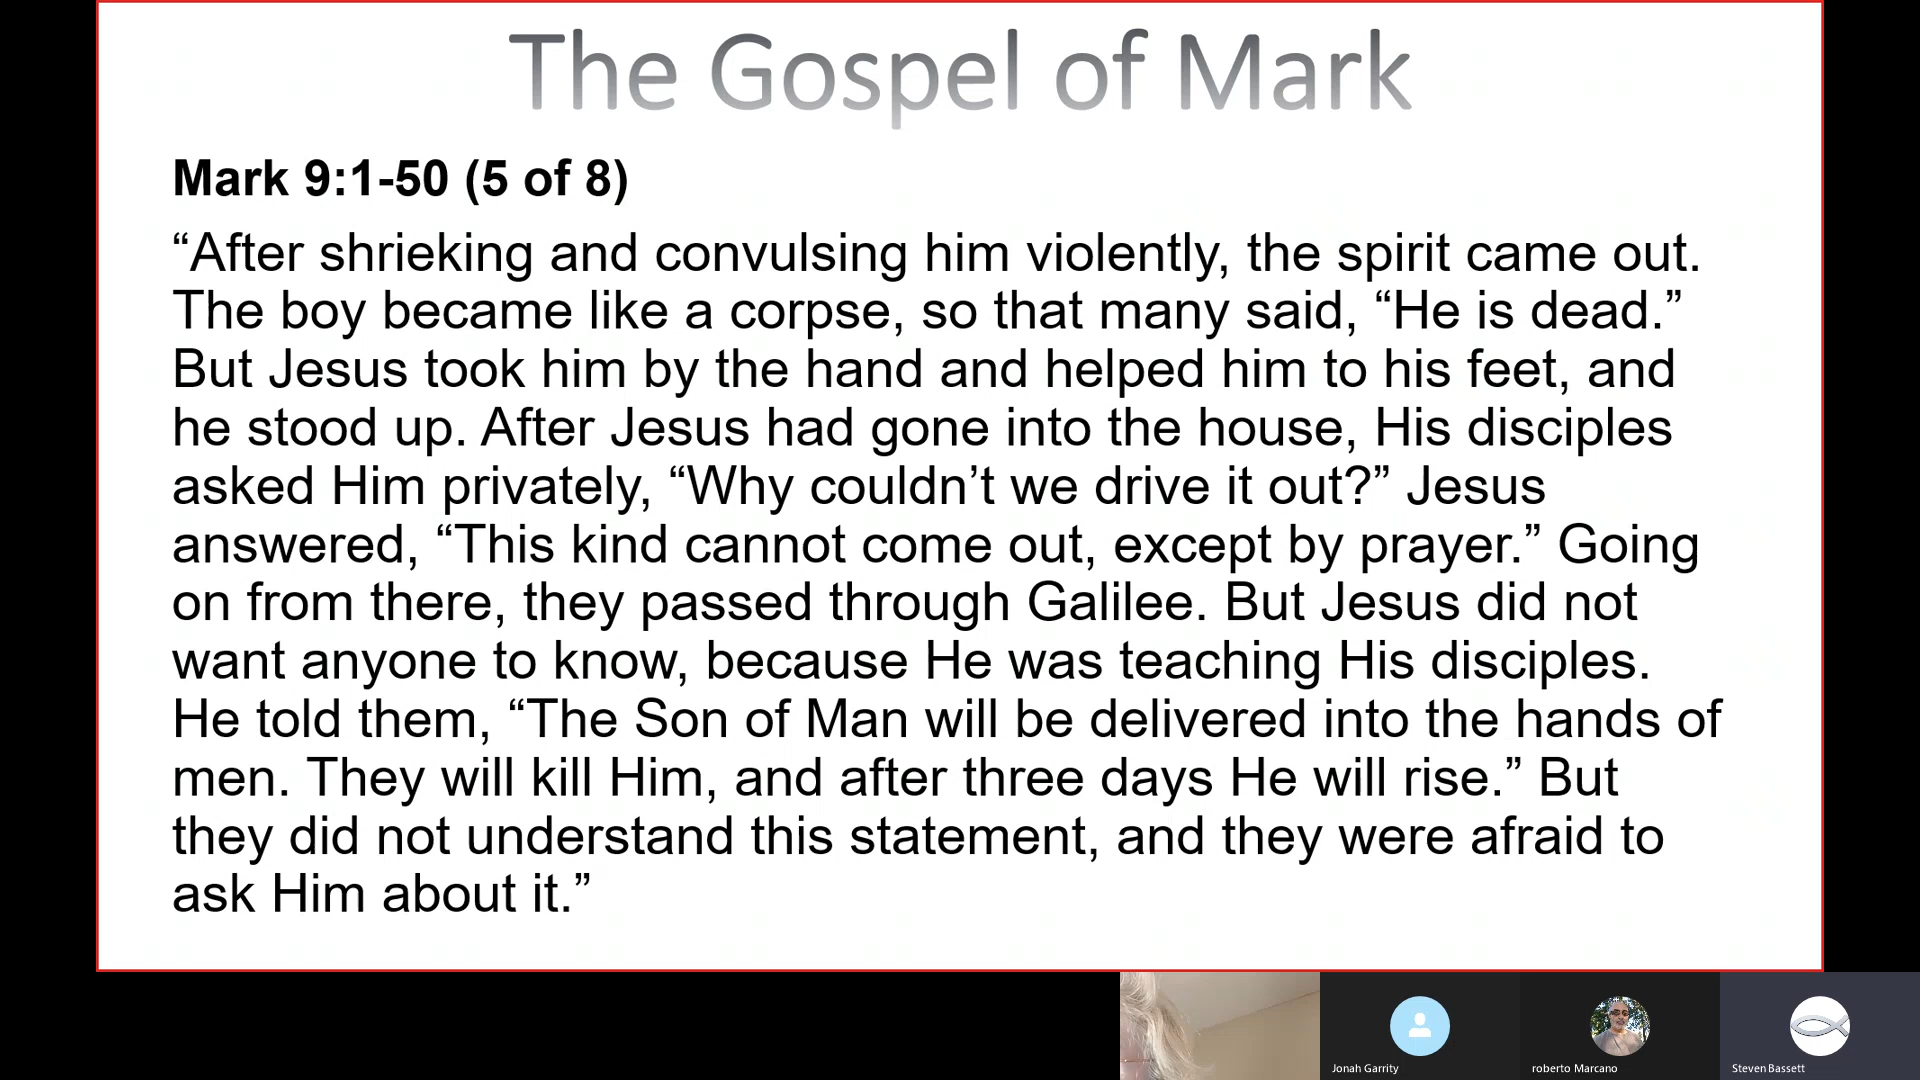 The Gospel of Mark
Mark 9:1-50 (5 of 8)
“After shrieking and convulsing him violently, the spirit came out.
The boy became like a corpse, so that many said, “He is dead.”
But Jesus took him by the hand and helped him to his feet, and
he stood up. After Jesus had gone into the house, His disciples
asked Him privately, “Why couldn’t we drive it out?” Jesus
answered, “This kind cannot come out, except by prayer.” Going
on from there, they passed through Galilee. But Jesus did not
want anyone to know, because He was teaching His disciples.
He told them, “The Son of Man will be delivered into the hands of
men. They will kill Him, and after three days He will rise.” But
they did not understand this statement, and they were afraid to
ask Him about it.”
Jonah Garrity
roberto Marcano
Steven Bassett